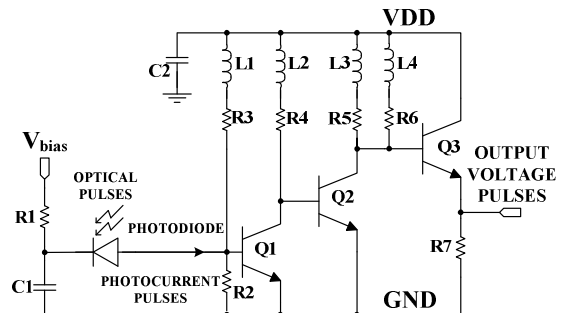 VDD
C2
L1
L2
L3
L4
R3
R4
R5
R6
Q3
Vbias
OPTICAL
PULSES
OUTPUT
VOLTAGE
PULSES
R1
PHOTODIODE
Q2
Q1
R7
C1
PHOTOCURRENT
PULSES
R2
GND